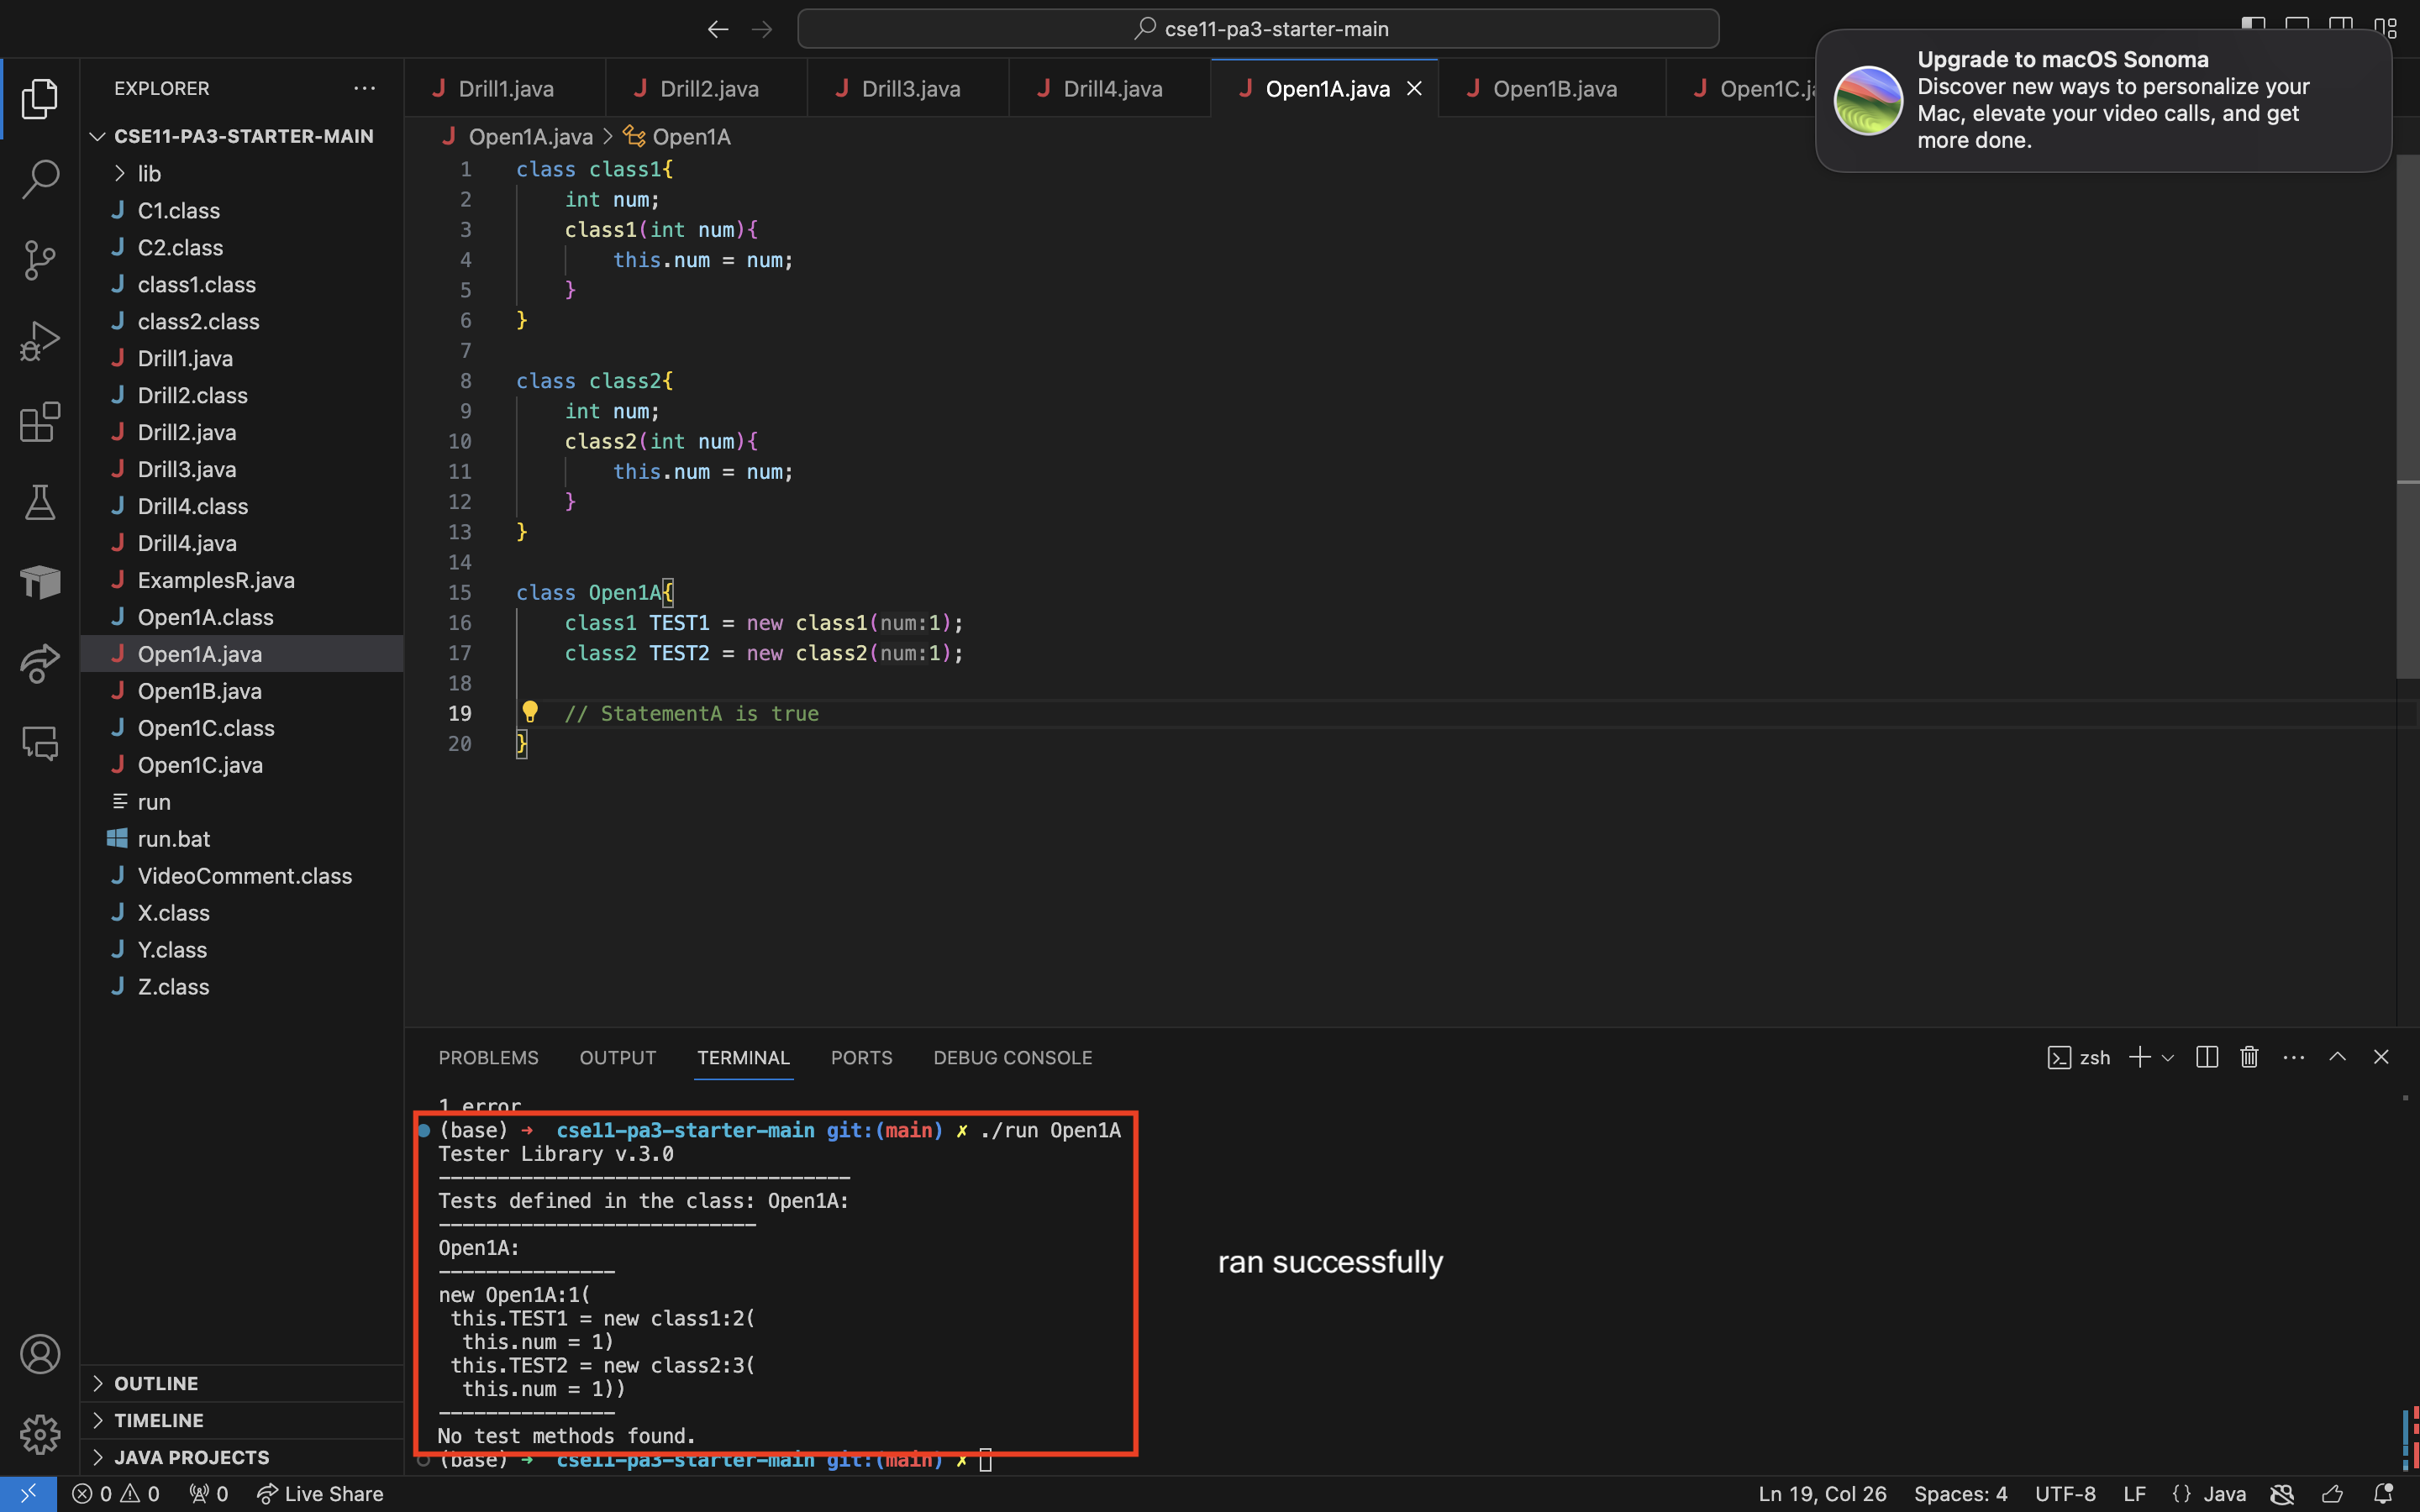 cse11-pa3-starter-main
Upgrade to macOS Sonoma
Discover new ways to personalize your
Mac, elevate your video calls, and get
more done.
EXPLORER
CSE11-PA3-STARTER-MAIN
lib
C1.class
C2.class
class1.class
class2.class
Drill1.java
Drill2.class
Drill2.java
Drill3.java
Drill4.class
Drill4.java
ExamplesR.java
Open1A.class
Open1A.java
Open1B.java
Open1C.class
Open1C.java
run
run.bat
VideoComment.class
X.class
Y.class
Z.class
OUTLINE
TIMELINE
JAVA PROJECTS
Drill1.java Drill2.java Drill3.java Drill4.java Open1A.java Open1B.java Open1C.ja
Open1A.java > Open1A
1 class class1{
2 int num;
3 class1(int num){
4 this.num = num;
5 }
6 }
7
8 class class2{
9 int num;
10 class2(int num){
11 this.num = num;
12 }
13 }
14
15 class Open1A{
16 class1 TEST1 = new class1(num:1);
17 class2 TEST2 = new class2(num:1);
18
19 // StatementA is true
20 }
PROBLEMS OUTPUT TERMINAL PORTS DEBUG CONSOLE
zsh
1 error
(base) → cse11-pa3-starter-main git:(main) ✗ ./run Open1A
Tester Library v.3.0
-----------------------------------
Tests defined in the class: Open1A:
---------------------------
Open1A:
---------------
new Open1A:1(
this.TEST1 = new class1:2(
this.num = 1)
this.TEST2 = new class2:3(
this.num = 1))
---------------
No test methods found.
(base) → cse11-pa3-starter-main git:(main) ✗
ran successfully
0 0 0 Live Share
Ln 19, Col 26 Spaces: 4 UTF-8 LF {} Java